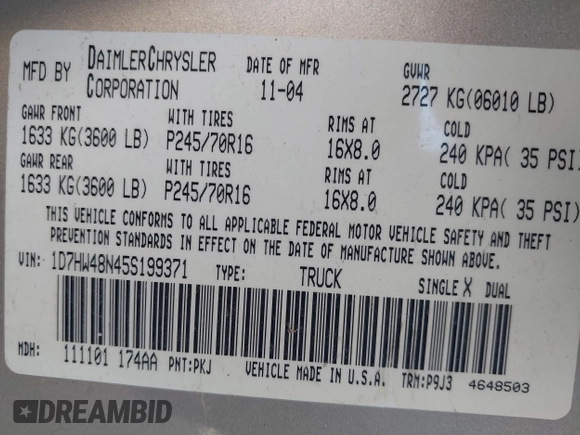 MFD BY DAIMLERCHRYSLER CORPORATION DATE OF MFR 11-04 GVWR 2727 KG(06010 LB)
GAWR FRONT WITH TIRES RIMS AT COLD
1633 KG(3600 LB) P245/70R16 16X8.0 240 KPA( 35 PSI)
GAWR REAR WITH TIRES RIMS AT COLD
1633 KG(3600 LB) P245/70R16 16X8.0 240 KPA( 35 PSI)
THIS VEHICLE CONFORMS TO ALL APPLICABLE FEDERAL MOTOR VEHICLE SAFETY AND THEFT
PREVENTION STANDARDS IN EFFECT ON THE DATE OF MANUFACTURE SHOWN ABOVE.
VIN: 1D7HW48N45S199371 TYPE: TRUCK SINGLE X DUAL
MDH: 111101 174AA PNT:PKJ VEHICLE MADE IN U.S.A. TRM:P9J3 4648503
DREAMBID